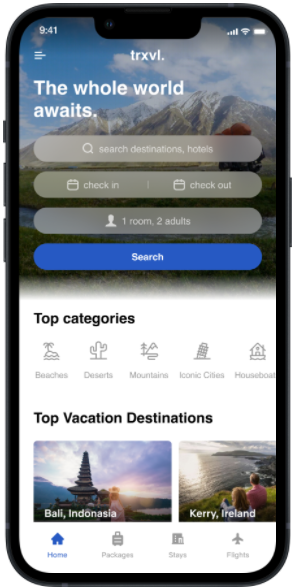 9:41
trxvl.
The whole world
awaits.
search destinations, hotels
check in | check out
1 room, 2 adults
Search
Top categories
Beaches Deserts Mountains Iconic Cities Houseboat
Top Vacation Destinations
Bali, Indonasia Kerry, Ireland
Home Packages Stays Flights